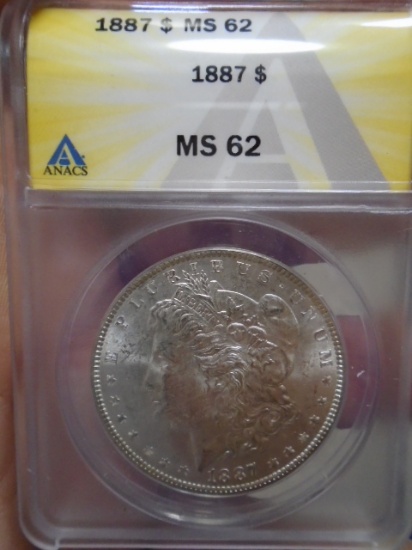 1887 $ MS 62
1887 $
MS 62
ANACS
E·PLURIBUS·UNUM
1887